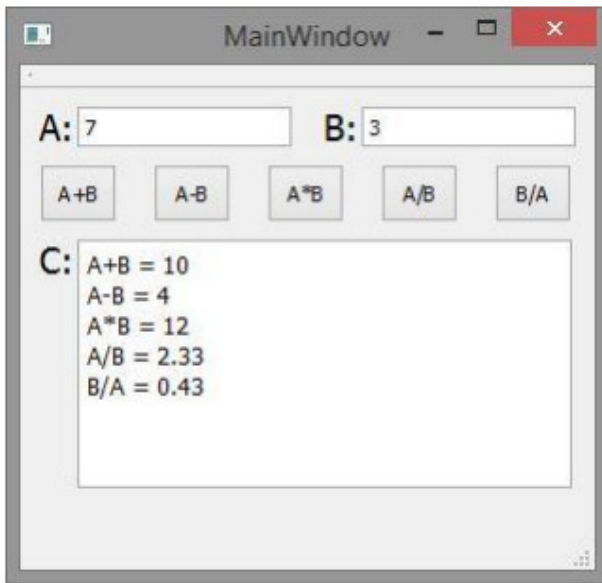 MainWindow
A: 7 B: 3
A+B A-B A*B A/B B/A
C: A+B = 10
A-B = 4
A*B = 12
A/B = 2.33
B/A = 0.43